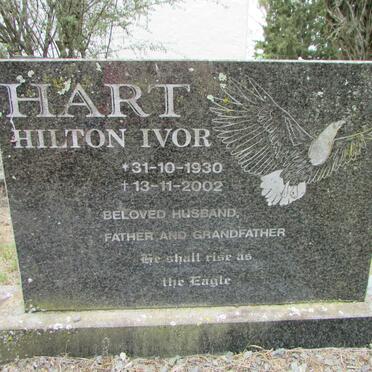 HART
HILTON IVOR
*31-10-1930
†13-11-2002
BELOVED HUSBAND,
FATHER AND GRANDFATHER
He shall rise as
the Eagle